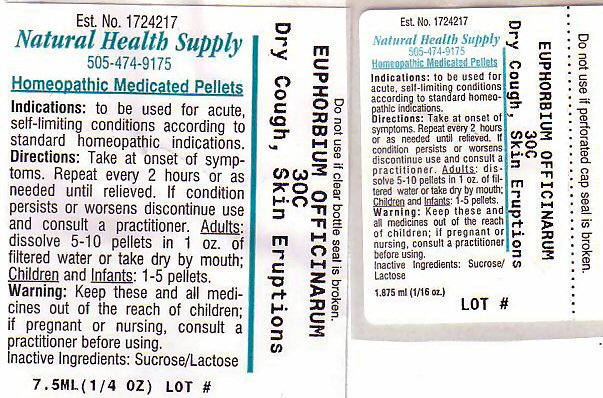 Est. No. 1724217
Natural Health Supply
505-474-9175
Homeopathic Medicated Pellets
Indications: to be used for acute,
self-limiting conditions according to
standard homeopathic indications.
Directions: Take at onset of symp-
toms. Repeat every 2 hours or as
needed until relieved. If condition
persists or worsens discontinue use
and consult a practitioner. Adults:
dissolve 5-10 pellets in 1 oz. of
filtered water or take dry by mouth;
Children and Infants: 1-5 pellets.
Warning: Keep these and all medi-
cines out of the reach of children;
if pregnant or nursing, consult a
practitioner before using.
Inactive Ingredients: Sucrose/Lactose
7.5ML(1/4 OZ) LOT #
Do not use if clear bottle seal is broken.
EUPHORBIUM OFFICINARUM
30C
Dry Cough, Skin Eruptions
Est. No. 1724217
Natural Health Supply
505-474-9175
Homeopathic Medicated Pellets
Indications: to be used for
acute, self-limiting conditions
according to standard homeo-
pathic indications.
Directions: Take at onset of
symptoms. Repeat every 2 hours
or as needed until relieved. If
condition persists or worsens
discontinue use and consult a
practitioner. Adults: dis-
solve 5-10 pellets in 1 oz. of fil-
tered water or take dry by mouth;
Children and Infants: 1-5 pellets.
Warning: Keep these and
all medicines out of the reach
of children; if pregnant or
nursing, consult a practitioner
before using.
Inactive Ingredients: Sucrose/
Lactose
1.875 ml (1/16 oz.)
LOT #
Do not use if perforated cap seal is broken.
EUPHORBIUM OFFICINARUM
30C
Dry Cough, Skin Eruptions